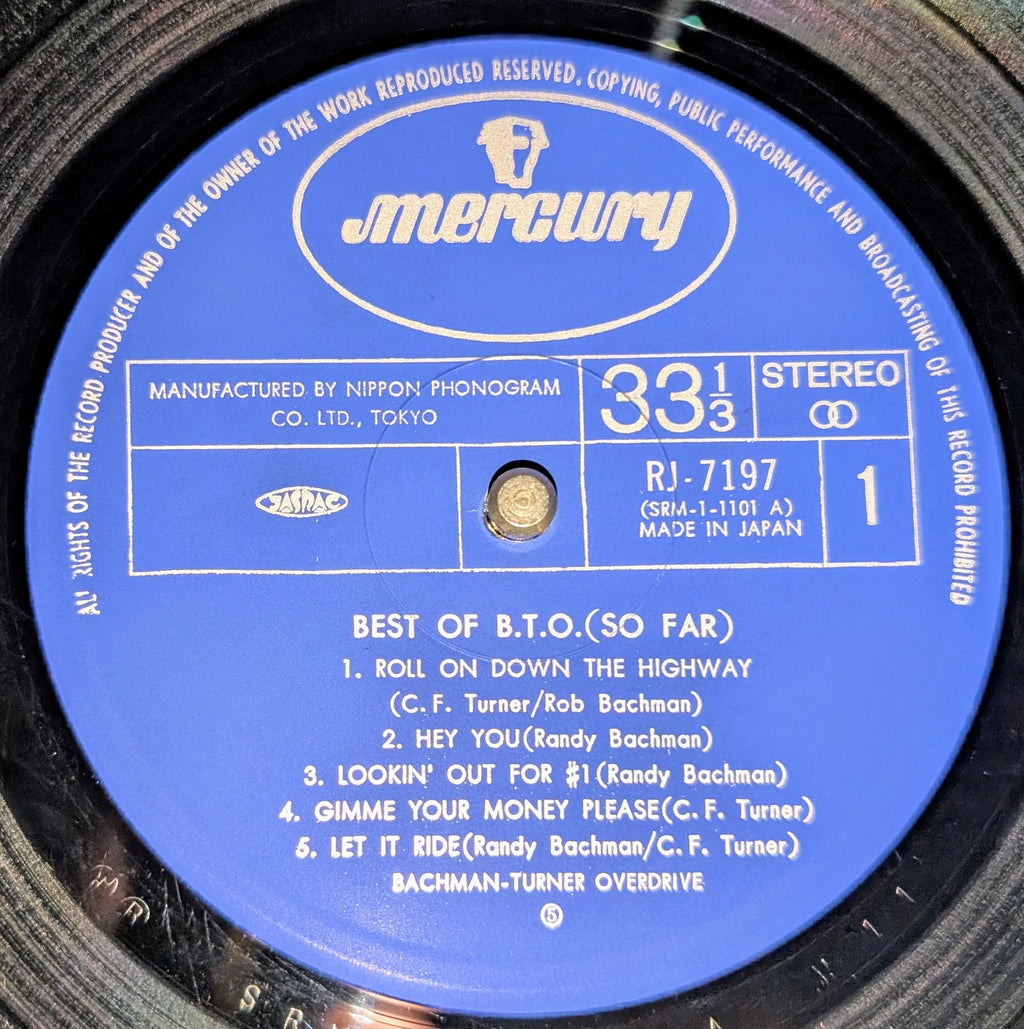 ALL RIGHTS OF THE RECORD PRODUCER AND OF THE OWNER OF THE WORK REPRODUCED RESERVED. COPYING, PUBLIC PERFORMANCE AND BROADCASTING OF THIS RECORD PROHIBITED
mercury
MANUFACTURED BY NIPPON PHONOGRAM
CO. LTD., TOKYO
33 1/3
STEREO
JASRAC
RJ-7197
(SRM-1-1101 A)
MADE IN JAPAN
1
BEST OF B.T.O.(SO FAR)
1. ROLL ON DOWN THE HIGHWAY
(C. F. Turner/Rob Bachman)
2. HEY YOU(Randy Bachman)
3. LOOKIN' OUT FOR #1(Randy Bachman)
4. GIMME YOUR MONEY PLEASE(C. F. Turner)
5. LET IT RIDE(Randy Bachman/C. F. Turner)
BACHMAN-TURNER OVERDRIVE
⑤